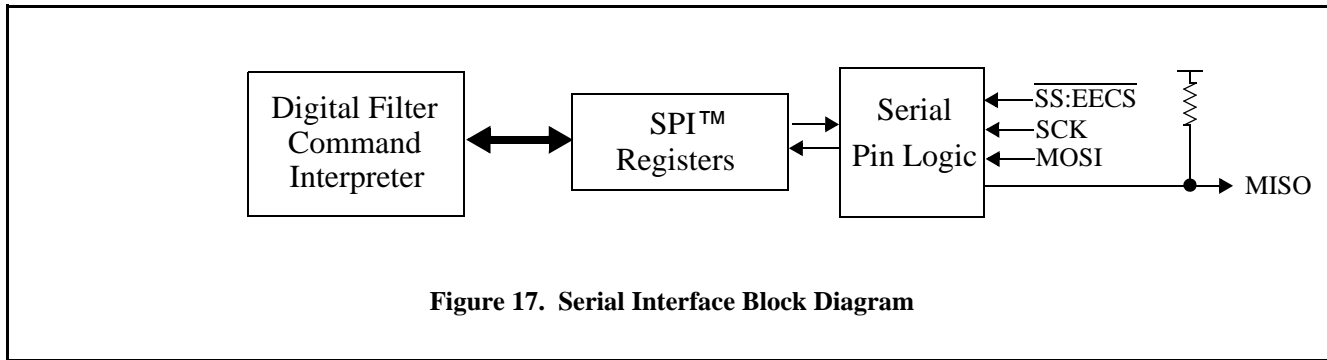 Digital Filter
Command
Interpreter
SPI™
Registers
Serial
Pin Logic
SS:EECS
SCK
MOSI
MISO
Figure 17. Serial Interface Block Diagram